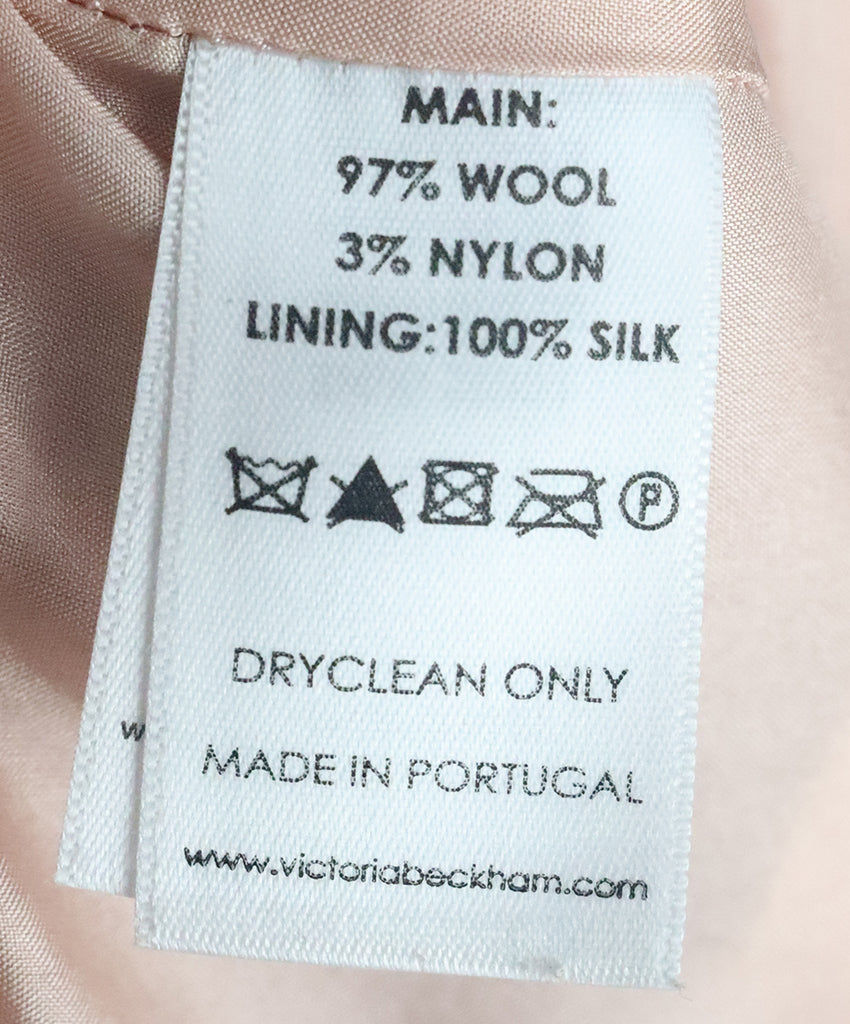 MAIN:
97% WOOL
3% NYLON
LINING:100% SILK
P
DRYCLEAN ONLY
MADE IN PORTUGAL
www.victoriabeckham.com
w